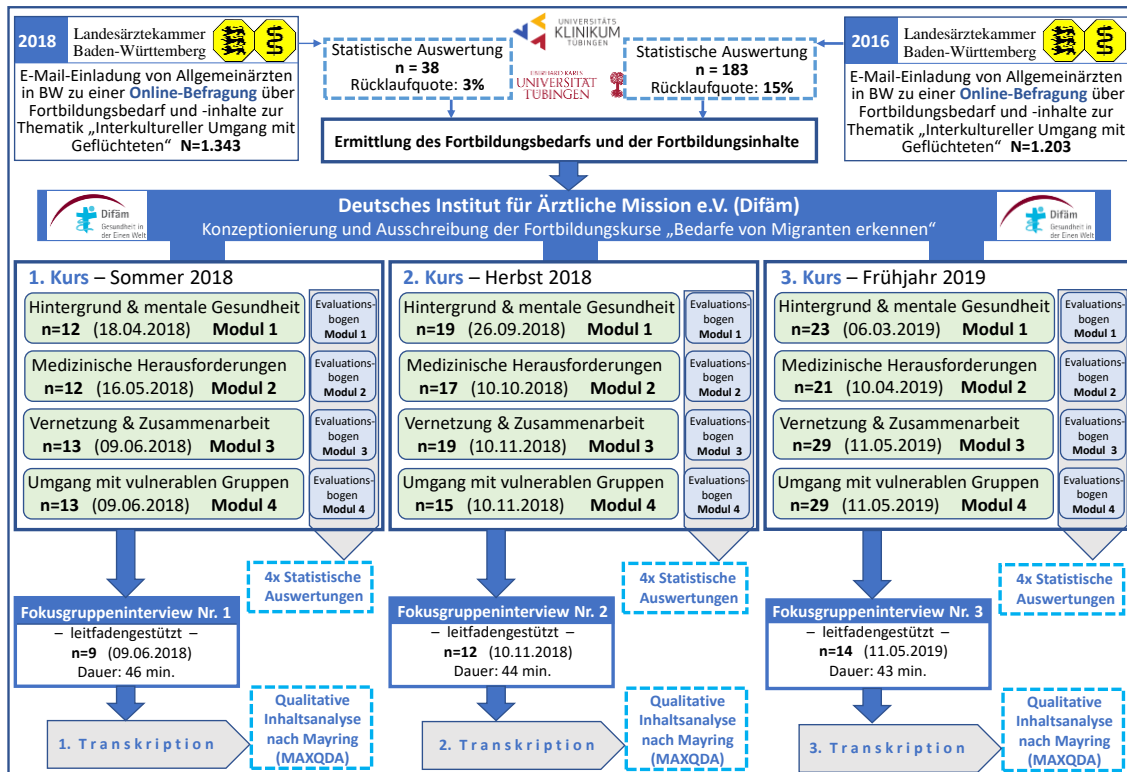 2018
Landesärztekammer
Baden-Württemberg
E-Mail-Einladung von Allgemeinärzten
in BW zu einer Online-Befragung über
Fortbildungsbedarf und -inhalte zur
Thematik „Interkultureller Umgang mit
Geflüchteten“ N=1.343
Statistische Auswertung
n = 38
Rücklaufquote: 3%
UNIVERSITÄTS
KLINIKUM
TÜBINGEN
EBERHARD KARLS
UNIVERSITÄT
TÜBINGEN
Statistische Auswertung
n = 183
Rücklaufquote: 15%
2016
Landesärztekammer
Baden-Württemberg
E-Mail-Einladung von Allgemeinärzten
in BW zu einer Online-Befragung über
Fortbildungsbedarf und -inhalte zur
Thematik „Interkultureller Umgang mit
Geflüchteten“ N=1.203
Ermittlung des Fortbildungsbedarfs und der Fortbildungsinhalte
Difäm
Gesundheit in
der Einen Welt
Deutsches Institut für Ärztliche Mission e.V. (Difäm)
Konzeptionierung und Ausschreibung der Fortbildungskurse „Bedarfe von Migranten erkennen“
Difäm
Gesundheit in
der Einen Welt
1. Kurs – Sommer 2018
Hintergrund & mentale Gesundheit
n=12 (18.04.2018) Modul 1
Evaluations-
bogen
Modul 1
Medizinische Herausforderungen
n=12 (16.05.2018) Modul 2
Evaluations-
bogen
Modul 2
Vernetzung & Zusammenarbeit
n=13 (09.06.2018) Modul 3
Evaluations-
bogen
Modul 3
Umgang mit vulnerablen Gruppen
n=13 (09.06.2018) Modul 4
Evaluations-
bogen
Modul 4
2. Kurs – Herbst 2018
Hintergrund & mentale Gesundheit
n=19 (26.09.2018) Modul 1
Evaluations-
bogen
Modul 1
Medizinische Herausforderungen
n=17 (10.10.2018) Modul 2
Evaluations-
bogen
Modul 2
Vernetzung & Zusammenarbeit
n=19 (10.11.2018) Modul 3
Evaluations-
bogen
Modul 3
Umgang mit vulnerablen Gruppen
n=15 (10.11.2018) Modul 4
Evaluations-
bogen
Modul 4
3. Kurs – Frühjahr 2019
Hintergrund & mentale Gesundheit
n=23 (06.03.2019) Modul 1
Evaluations-
bogen
Modul 1
Medizinische Herausforderungen
n=21 (10.04.2019) Modul 2
Evaluations-
bogen
Modul 2
Vernetzung & Zusammenarbeit
n=29 (11.05.2019) Modul 3
Evaluations-
bogen
Modul 3
Umgang mit vulnerablen Gruppen
n=29 (11.05.2019) Modul 4
Evaluations-
bogen
Modul 4
4x Statistische
Auswertungen
4x Statistische
Auswertungen
4x Statistische
Auswertungen
Fokusgruppeninterview Nr. 1
– leitfadengestützt –
n=9 (09.06.2018)
Dauer: 46 min.
Fokusgruppeninterview Nr. 2
– leitfadengestützt –
n=12 (10.11.2018)
Dauer: 44 min.
Fokusgruppeninterview Nr. 3
– leitfadengestützt –
n=14 (11.05.2019)
Dauer: 43 min.
1. Transkription
Qualitative
Inhaltsanalyse
nach Mayring
(MAXQDA)
2. Transkription
Qualitative
Inhaltsanalyse
nach Mayring
(MAXQDA)
3. Transkription
Qualitative
Inhaltsanalyse
nach Mayring
(MAXQDA)